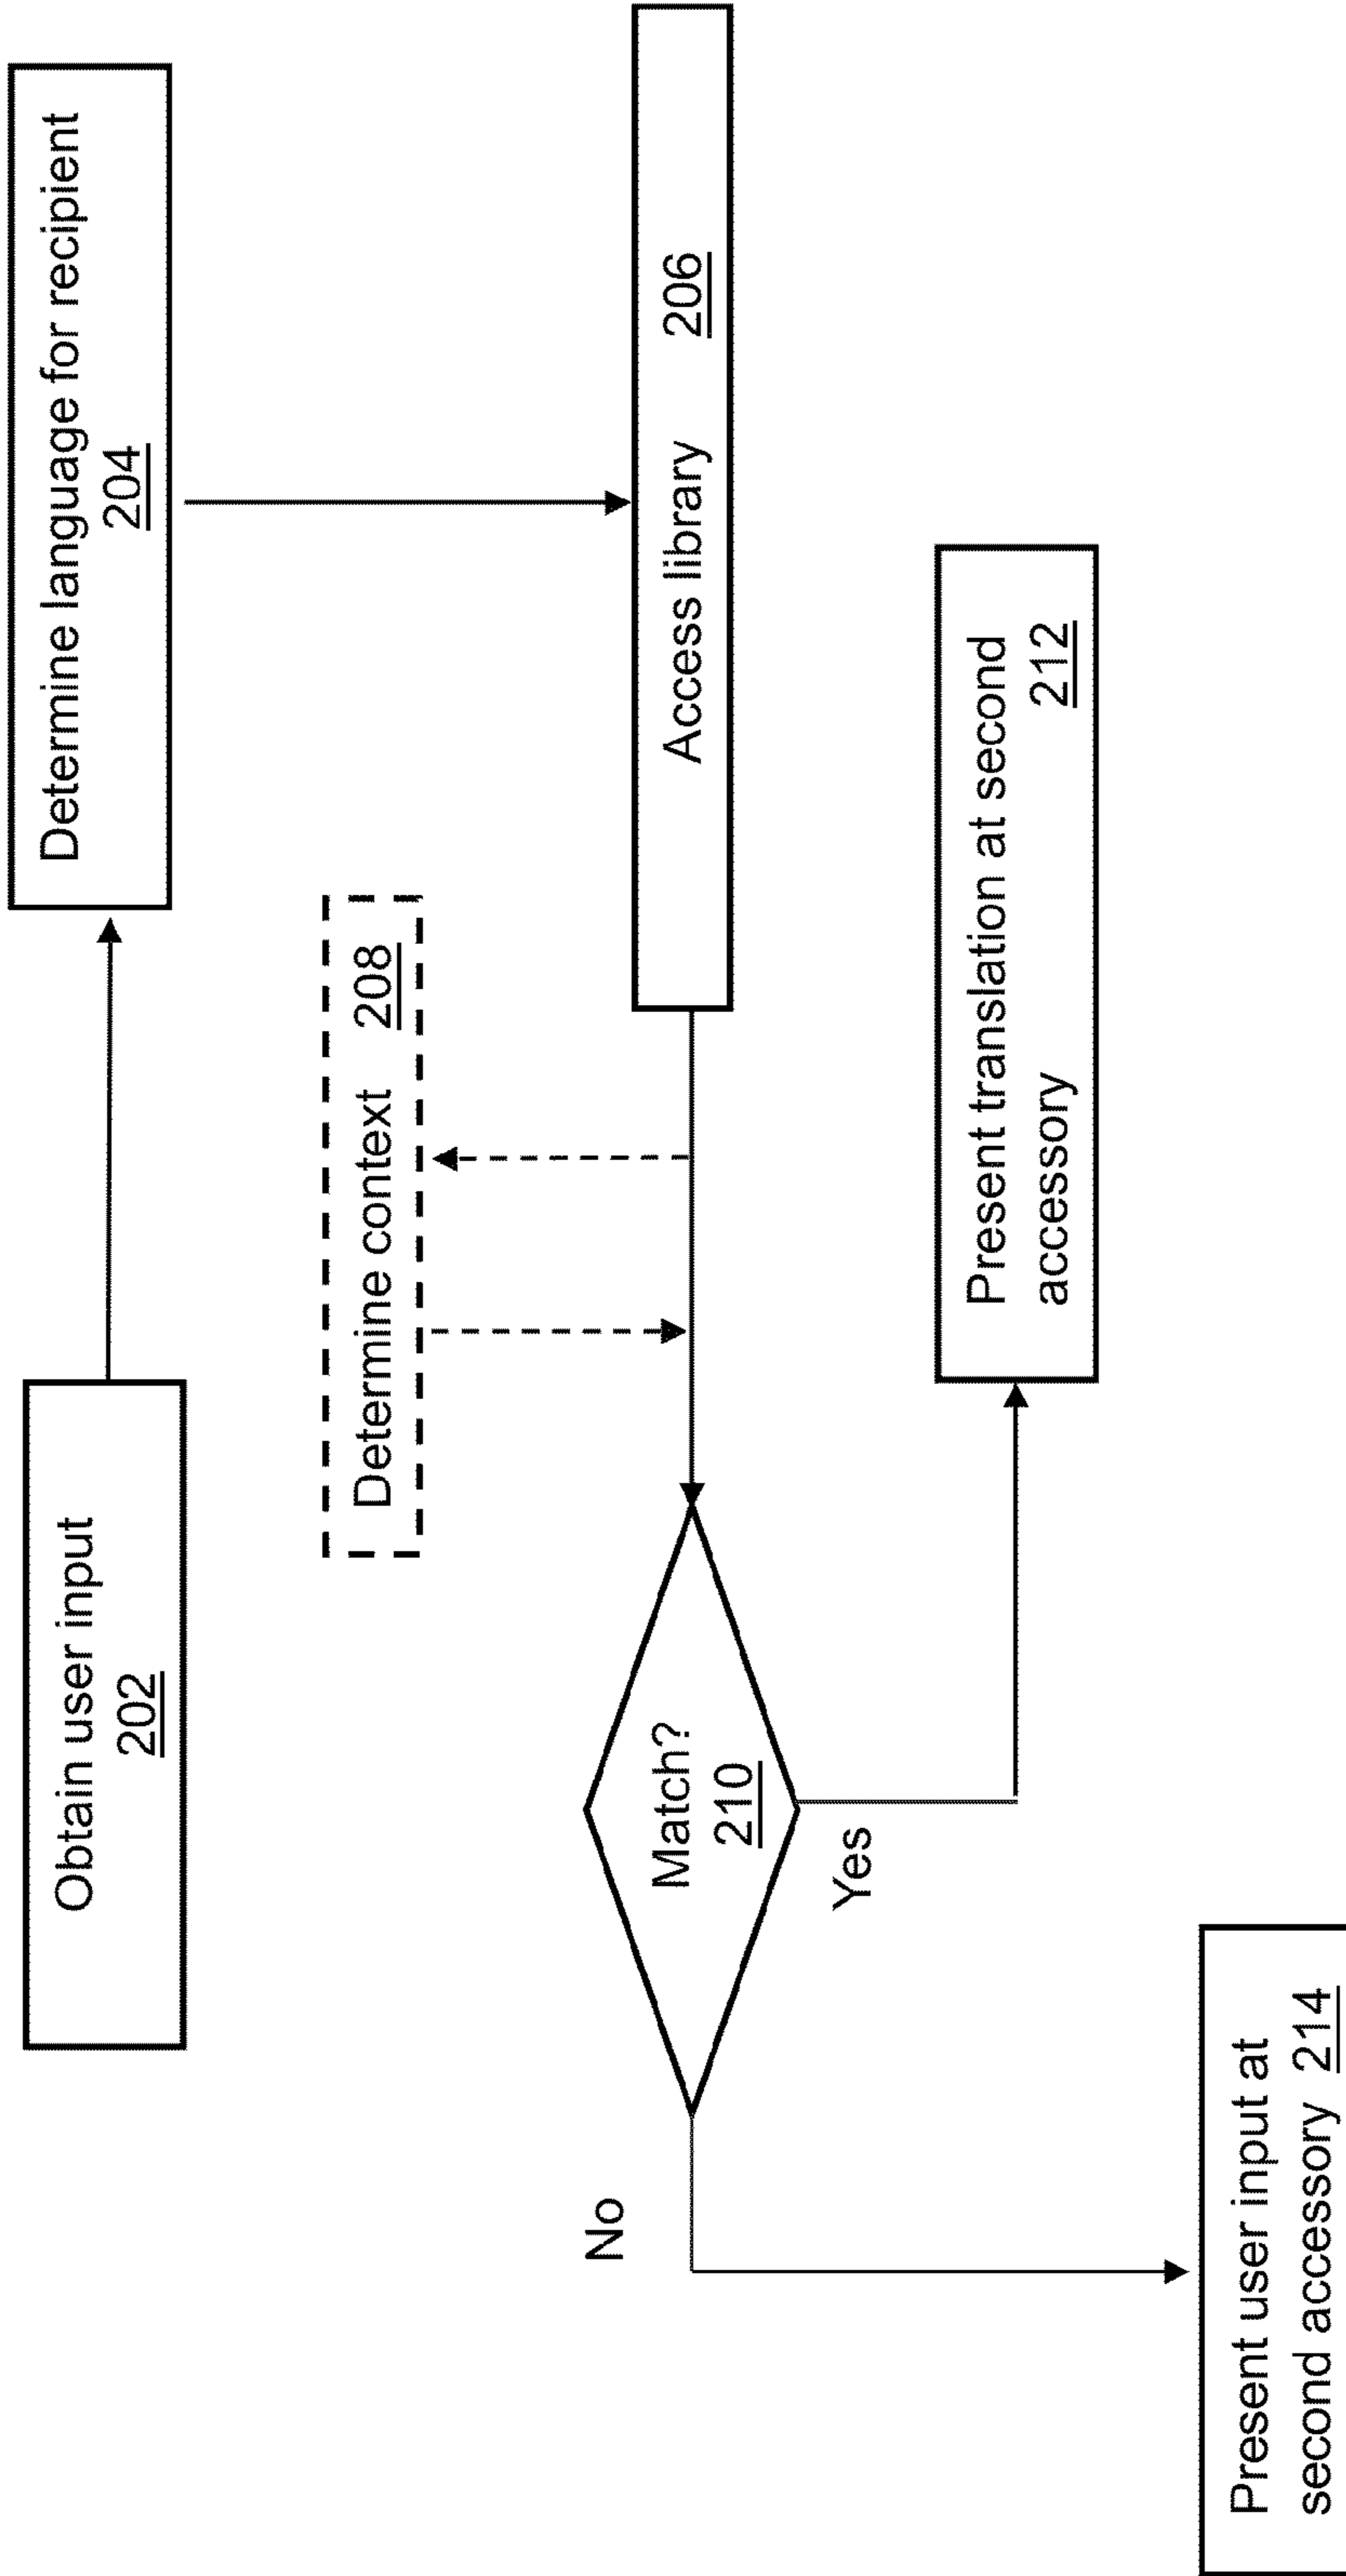 Obtain user input
202
Determine language for recipient
204
Determine context 208
Access library 206
Match?
210
No
Yes
Present translation at second
accessory 212
Present user input at
second accessory 214